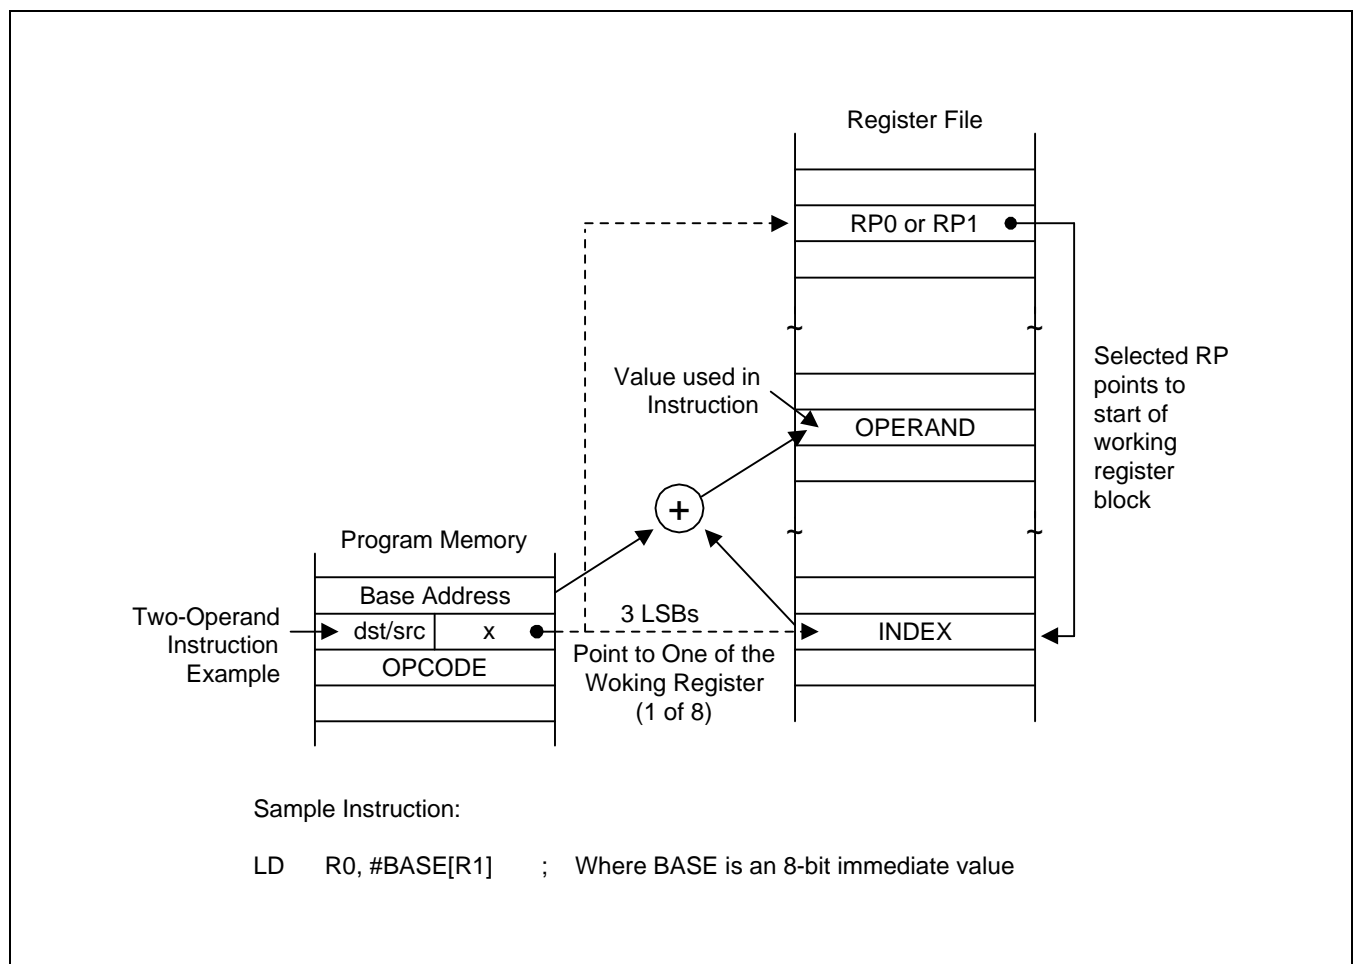 Register File
RP0 or RP1
Selected RP
points to
start of
working
register
block
Value used in
Instruction
OPERAND
+
Program Memory
Base Address
Two-Operand
Instruction
Example
dst/src
x
OPCODE
3 LSBs
Point to One of the
Woking Register
(1 of 8)
INDEX
~
~
~
~
Sample Instruction:
LD R0, #BASE[R1] ; Where BASE is an 8-bit immediate value